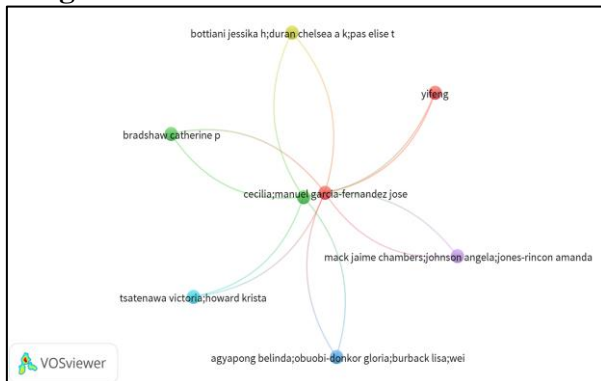 bottiani jessika h;duran chelsea a k;pas elise t
yifeng
bradshaw catherine p
cecilia;manuel garcia-fernandez jose
mack jaime chambers;johnson angela;jones-rincon amanda
tsatenawa victoria;howard krista
agyapong belinda;obuobi-donkor gloria;burback lisa;wei
VOSviewer